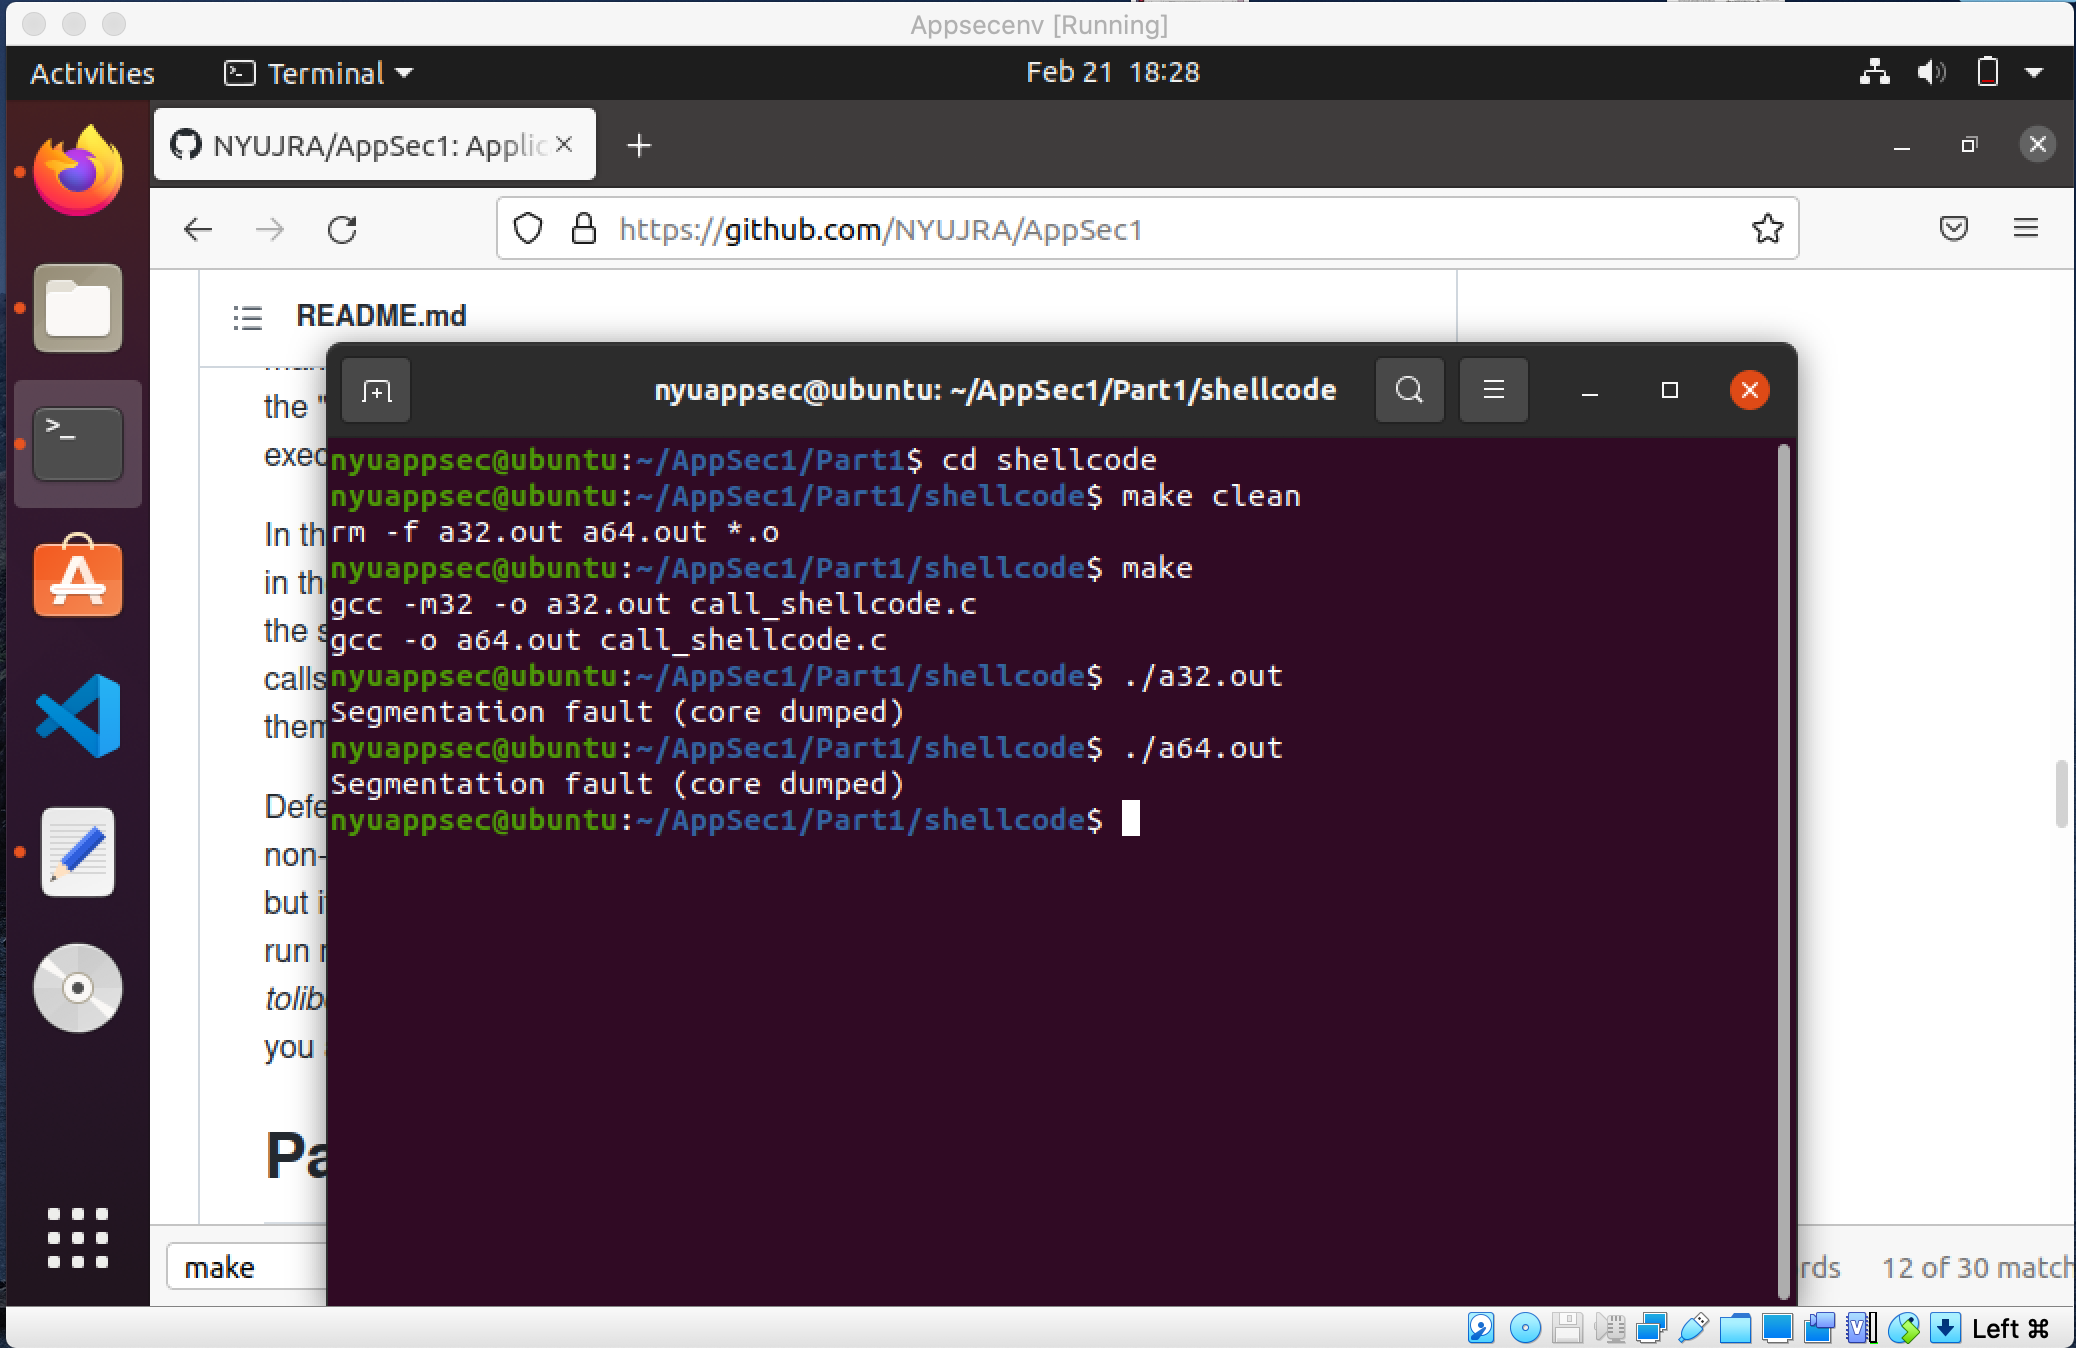 Appsecenv [Running]
Activities
Terminal
Feb 21 18:28
NYUJRA/AppSec1: Applic
https://github.com/NYUJRA/AppSec1
README.md
the "
exec
In th
in th
the s
calls
them
Defe
non-
but i
run r
tolib
you
Pa
nyuappsec@ubuntu: ~/AppSec1/Part1/shellcode
nyuappsec@ubuntu:~/AppSec1/Part1$ cd shellcode
nyuappsec@ubuntu:~/AppSec1/Part1/shellcode$ make clean
rm -f a32.out a64.out *.o
nyuappsec@ubuntu:~/AppSec1/Part1/shellcode$ make
gcc -m32 -o a32.out call_shellcode.c
gcc -o a64.out call_shellcode.c
nyuappsec@ubuntu:~/AppSec1/Part1/shellcode$ ./a32.out
Segmentation fault (core dumped)
nyuappsec@ubuntu:~/AppSec1/Part1/shellcode$ ./a64.out
Segmentation fault (core dumped)
nyuappsec@ubuntu:~/AppSec1/Part1/shellcode$
make
rds
12 of 30 match
Left ⌘